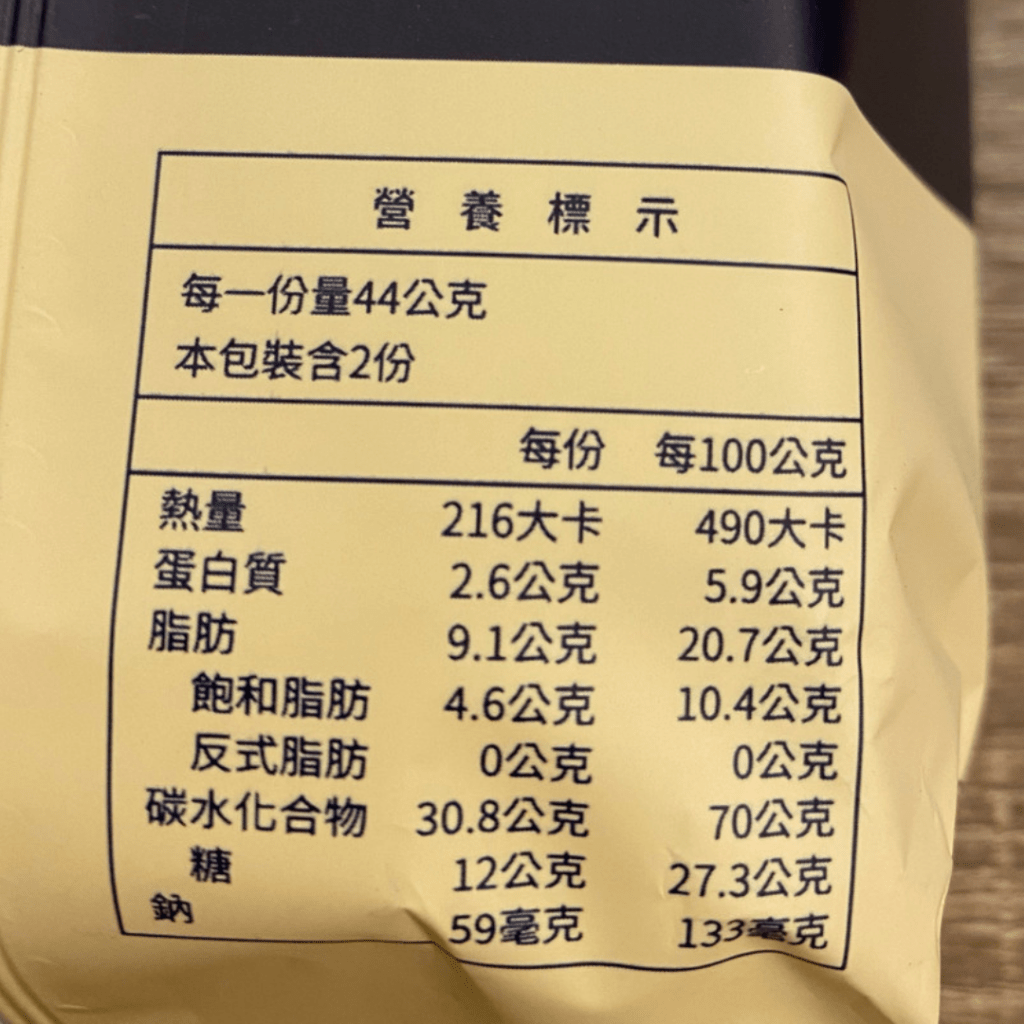 營養標示
每一份量44公克
本包裝含2份
每份 每100公克
熱量 216大卡 490大卡
蛋白質 2.6公克 5.9公克
脂肪 9.1公克 20.7公克
飽和脂肪 4.6公克 10.4公克
反式脂肪 0公克 0公克
碳水化合物 30.8公克 70公克
糖 12公克 27.3公克
鈉 59毫克 133毫克